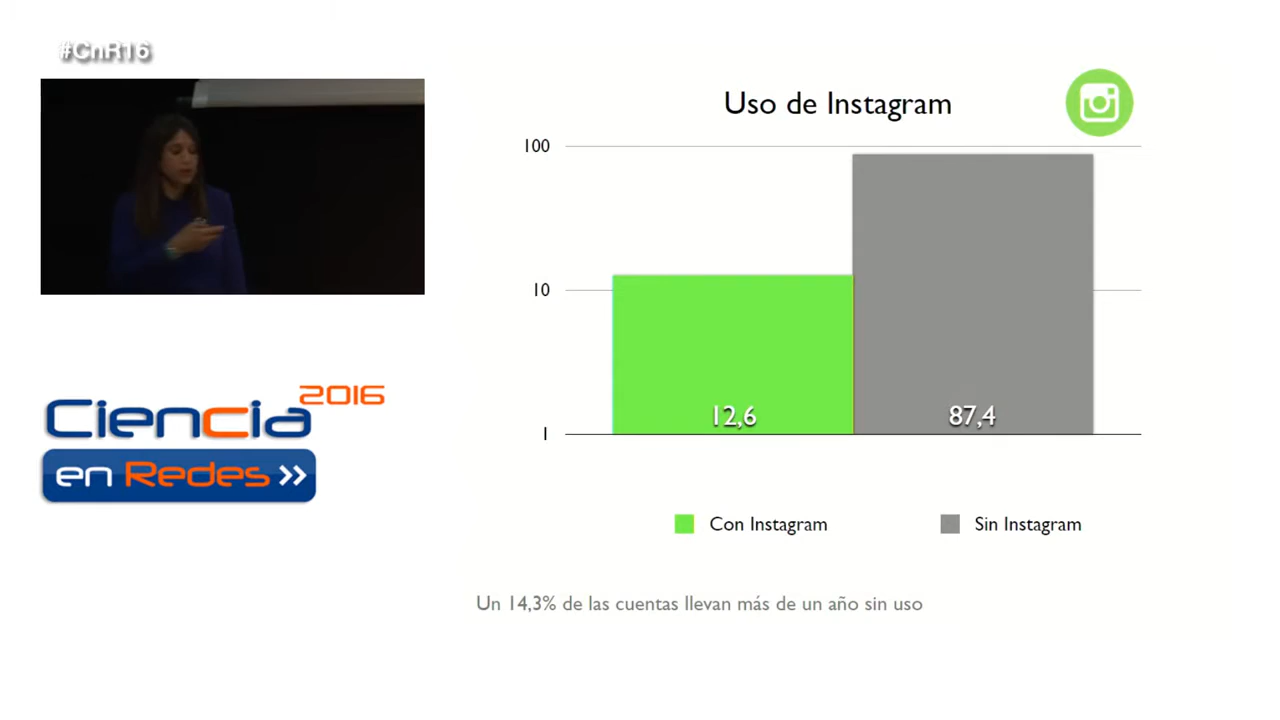 #CnR16
Uso de Instagram
100
10
1
12,6
87,4
Con Instagram
Sin Instagram
Un 14,3% de las cuentas llevan más de un año sin uso
2016
Ciencia
en Redes »